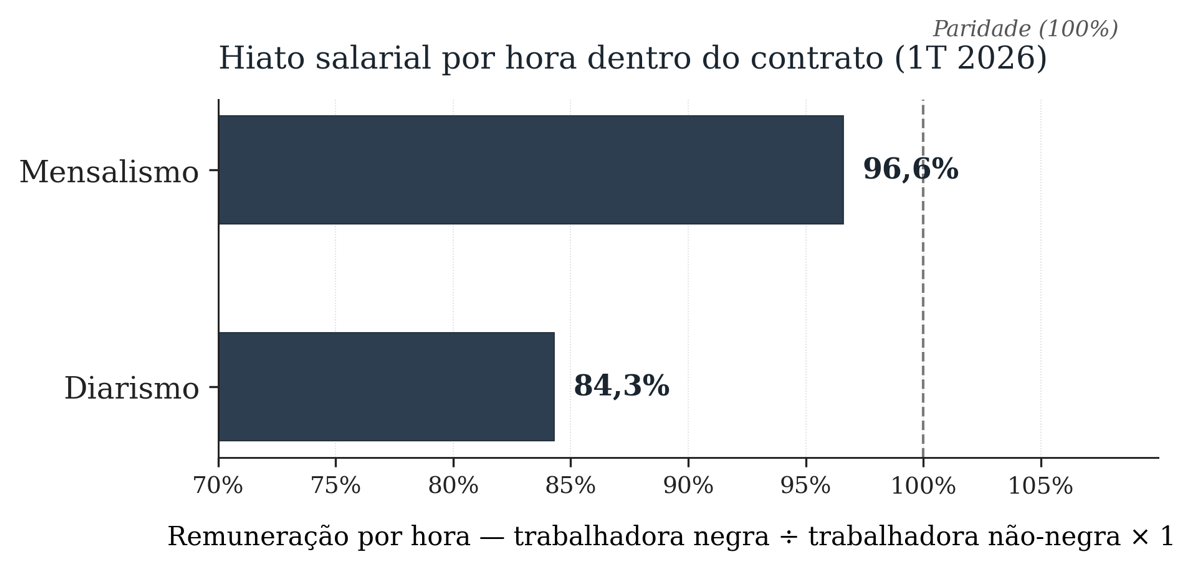 Paridade (100%)
Hiato salarial por hora dentro do contrato (1T 2026)
Mensalismo
96,6%
Diarismo
84,3%
70% 75% 80% 85% 90% 95% 100% 105%
Remuneração por hora — trabalhadora negra ÷ trabalhadora não-negra × 1